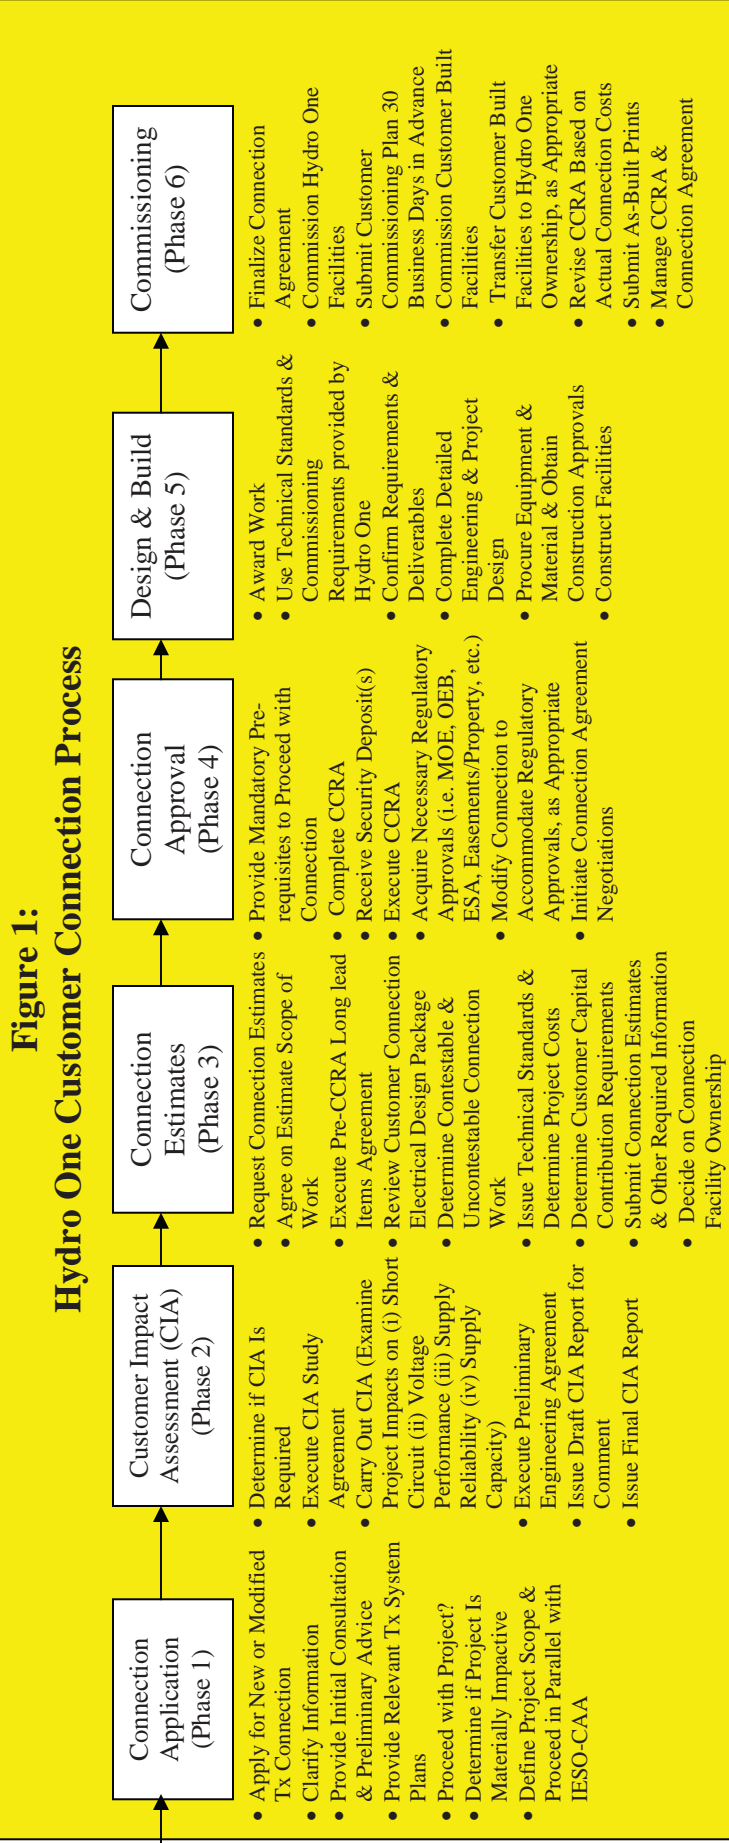 Figure 1:
Hydro One Customer Connection Process
Connection
Application
(Phase 1)
• Apply for New or Modified
Tx Connection
• Clarify Information
• Provide Initial Consultation
& Preliminary Advice
• Provide Relevant Tx System
Plans
• Proceed with Project?
• Determine if Project Is
Materially Impactive
• Define Project Scope &
Proceed in Parallel with
IESO-CAA
Customer Impact
Assessment (CIA)
(Phase 2)
• Determine if CIA Is
Required
• Execute CIA Study
Agreement
• Carry Out CIA (Examine
Project Impacts on (i) Short
Circuit (ii) Voltage
Performance (iii) Supply
Reliability (iv) Supply
Capacity)
• Execute Preliminary
Engineering Agreement
• Issue Draft CIA Report for
Comment
• Issue Final CIA Report
Connection
Estimates
(Phase 3)
• Request Connection Estimates
• Agree on Estimate Scope of
Work
• Execute Pre-CCRA Long lead
Items Agreement
• Review Customer Connection
Electrical Design Package
• Determine Contestable &
Uncontestable Connection
Work
• Issue Technical Standards &
Determine Project Costs
• Determine Customer Capital
Contribution Requirements
• Submit Connection Estimates
& Other Required Information
• Decide on Connection
Facility Ownership
Connection
Approval
(Phase 4)
• Provide Mandatory Pre-
requisites to Proceed with
Connection
• Complete CCRA
• Receive Security Deposit(s)
• Execute CCRA
• Acquire Necessary Regulatory
Approvals (i.e. MOE, OEB,
ESA, Easements/Property, etc.)
• Modify Connection to
Accommodate Regulatory
Approvals, as Appropriate
• Initiate Connection Agreement
Negotiations
Design & Build
(Phase 5)
• Award Work
• Use Technical Standards &
Commissioning
Requirements provided by
Hydro One
• Confirm Requirements &
Deliverables
• Complete Detailed
Engineering & Project
Design
• Procure Equipment &
Material & Obtain
Construction Approvals
• Construct Facilities
Commissioning
(Phase 6)
• Finalize Connection
Agreement
• Commission Hydro One
Facilities
• Submit Customer
Commissioning Plan 30
Business Days in Advance
• Commission Customer Built
Facilities
• Transfer Customer Built
Facilities to Hydro One
Ownership, as Appropriate
• Revise CCRA Based on
Actual Connection Costs
• Submit As-Built Prints
• Manage CCRA &
Connection Agreement